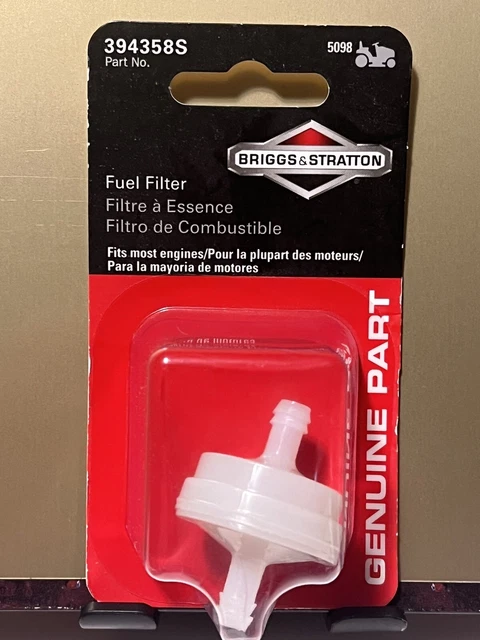 394358S
Part No.
5098
BRIGGS&STRATTON
Fuel Filter
Filtre à Essence
Filtro de Combustible
Fits most engines/Pour la plupart des moteurs/
Para la mayoria de motores
GENUINE PART